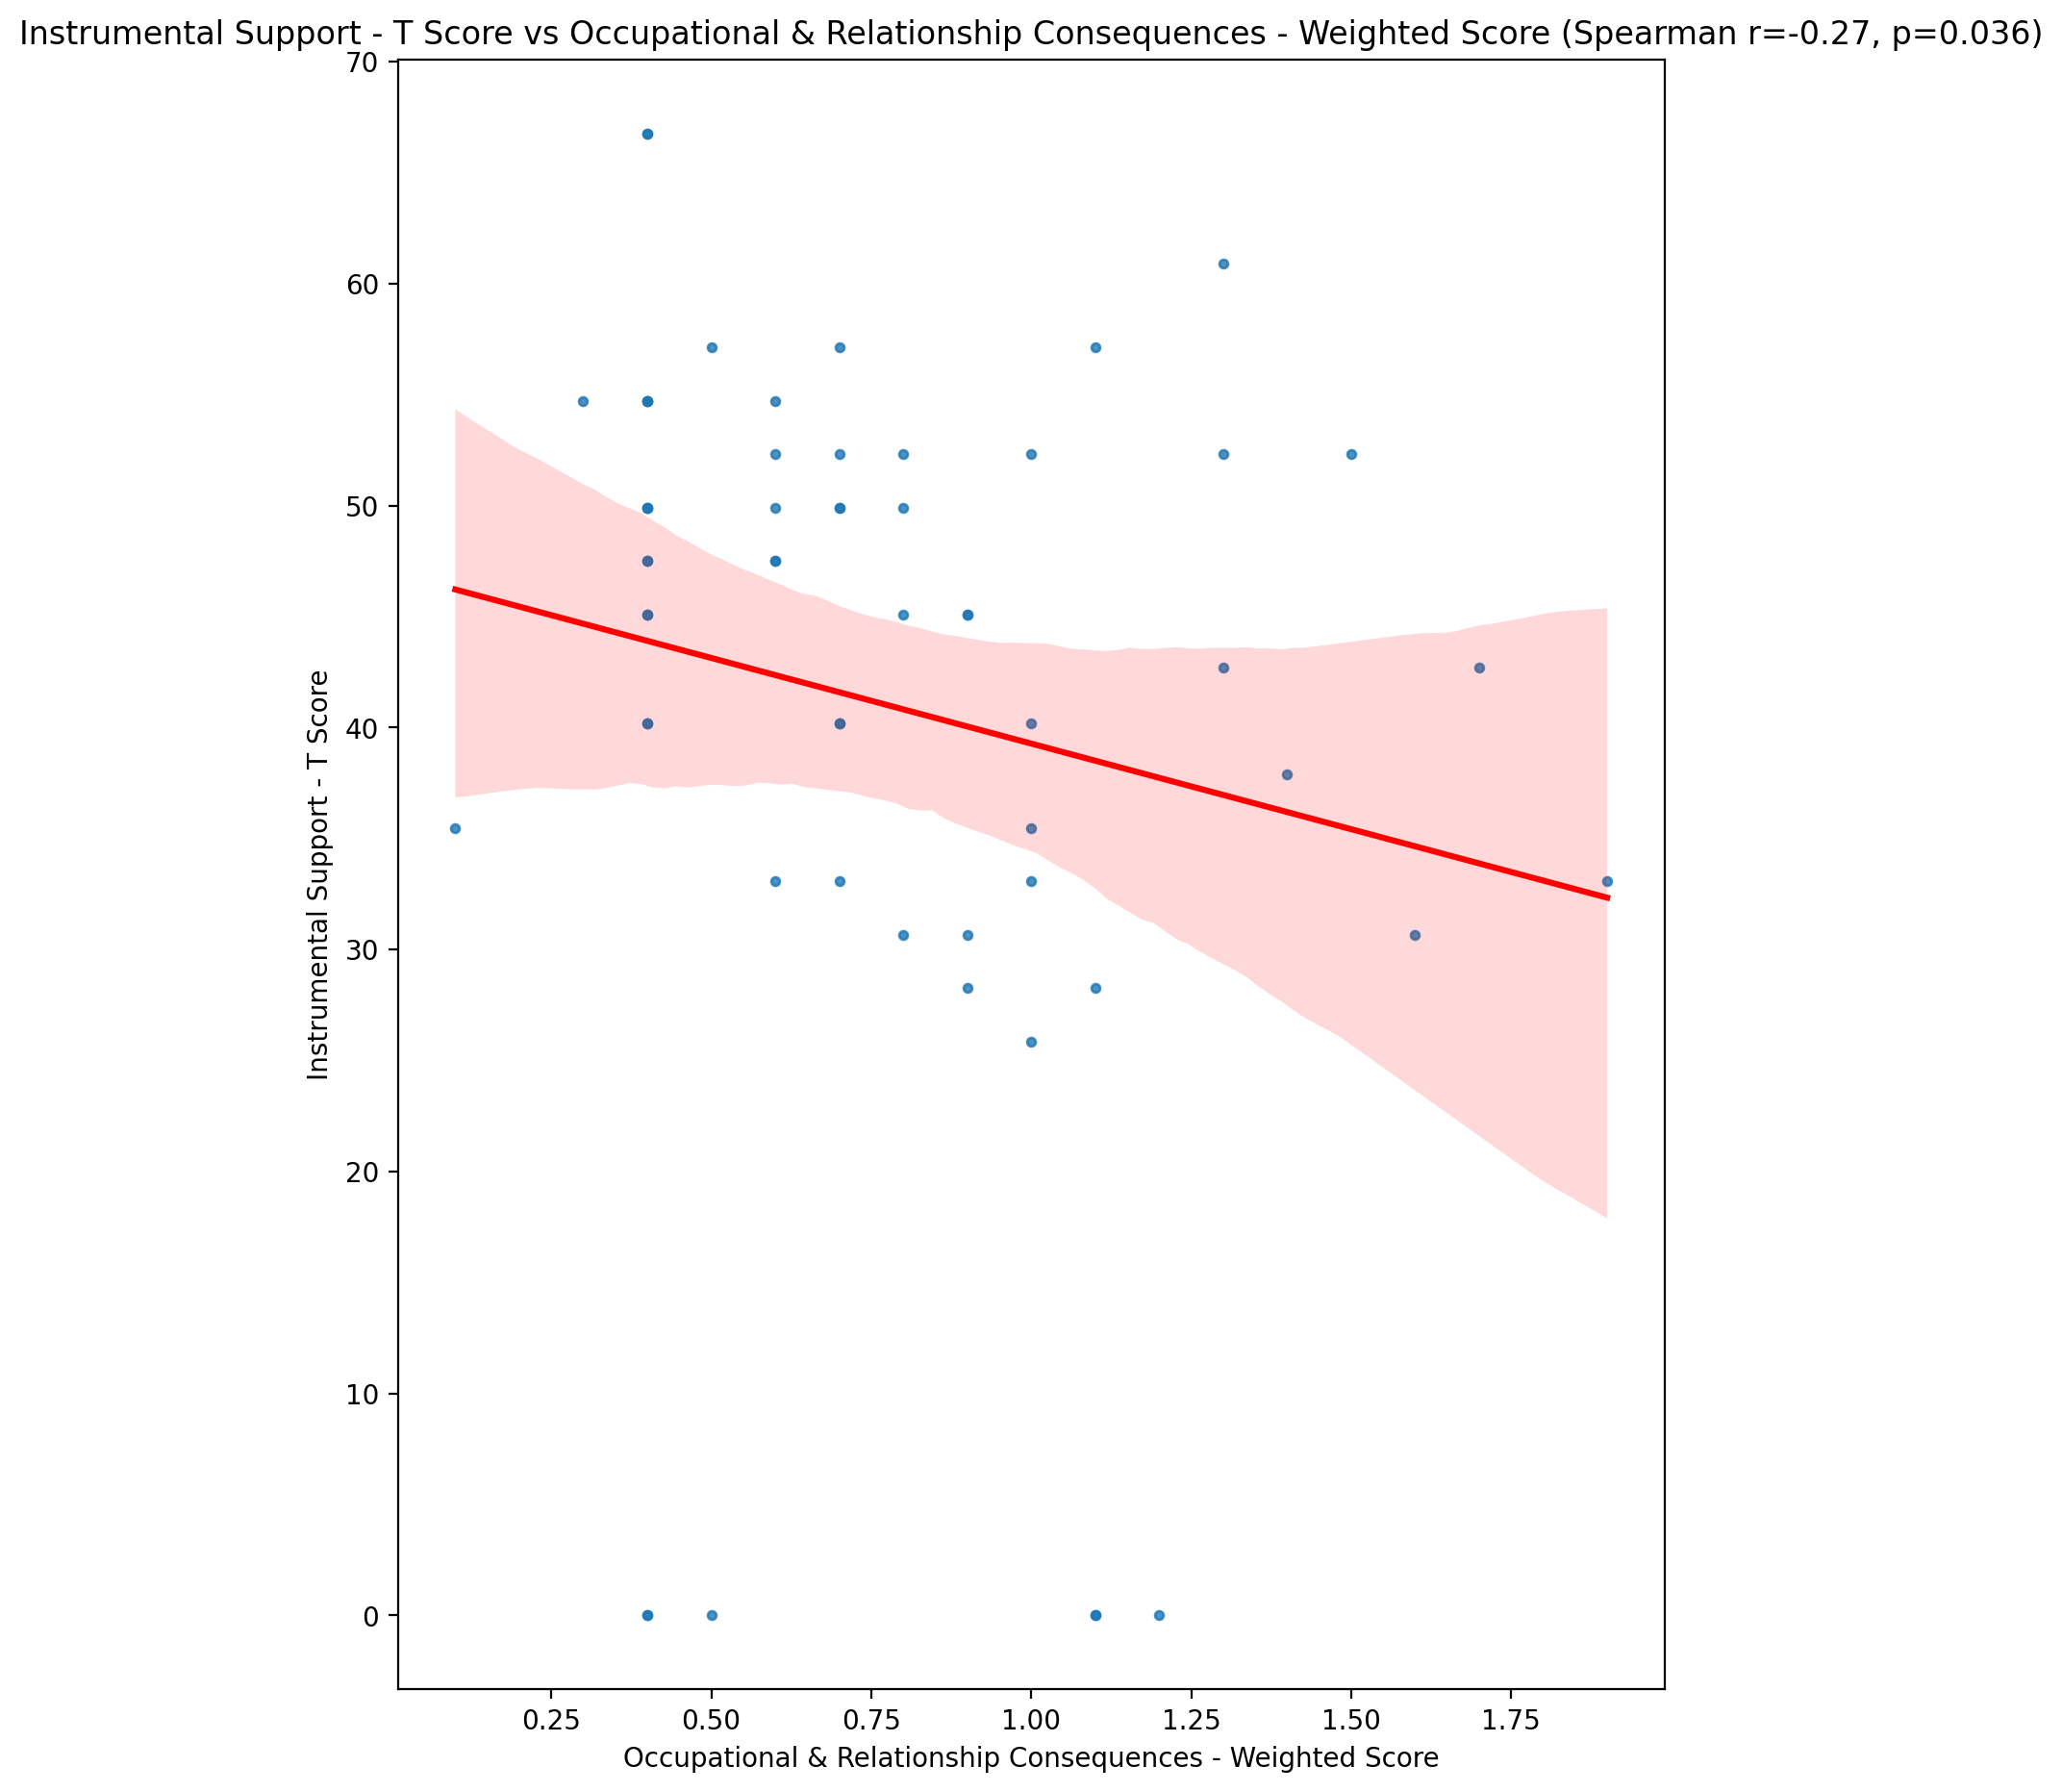 Instrumental Support - T Score vs Occupational & Relationship Consequences - Weighted Score (Spearman r=-0.27, p=0.036)
70
60
50
40
30
20
10
0
Instrumental Support - T Score
0.25 0.50 0.75 1.00 1.25 1.50 1.75
Occupational & Relationship Consequences - Weighted Score